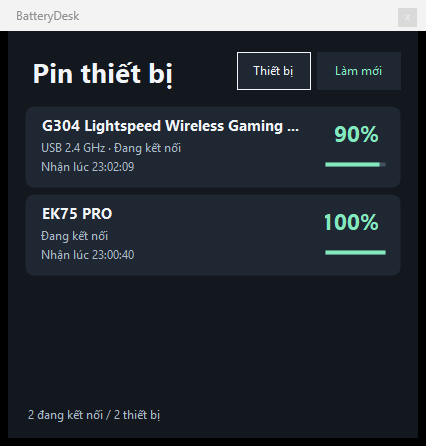 BatteryDesk
x
Pin thiết bị
Thiết bị
Làm mới
G304 Lightspeed Wireless Gaming ...
90%
USB 2.4 GHz · Đang kết nối
Nhận lúc 23:02:09
EK75 PRO
100%
Đang kết nối
Nhận lúc 23:00:40
2 đang kết nối / 2 thiết bị